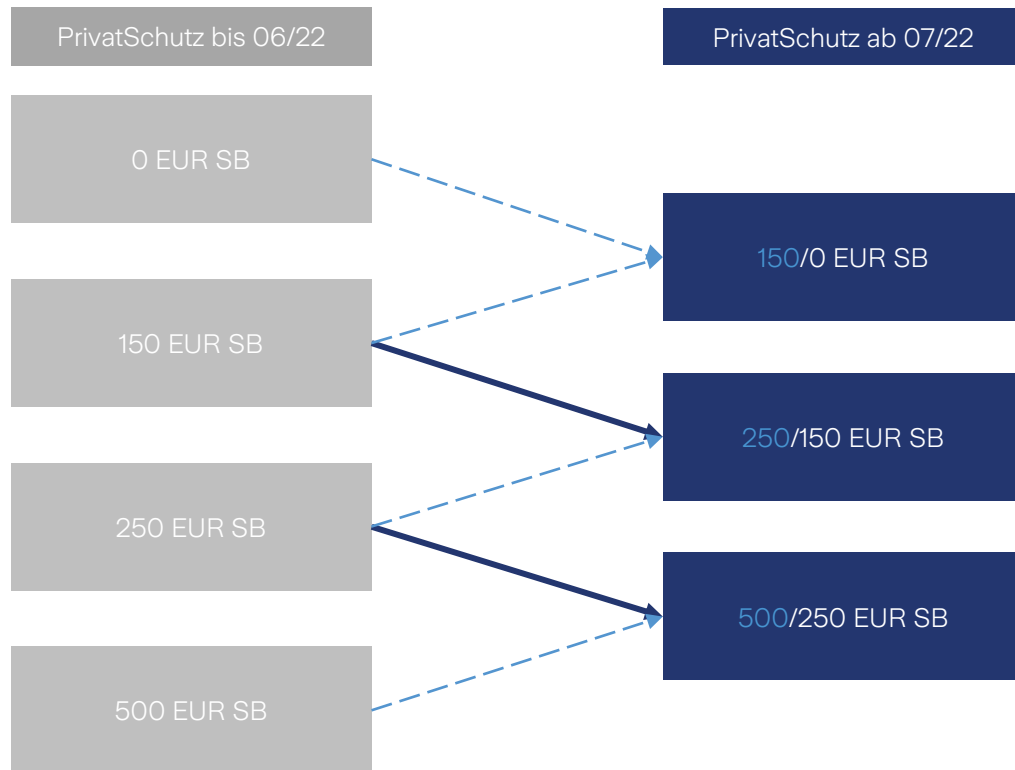 PrivatSchutz bis 06/22
PrivatSchutz ab 07/22
0 EUR SB
150 EUR SB
250 EUR SB
500 EUR SB
150/0 EUR SB
250/150 EUR SB
500/250 EUR SB